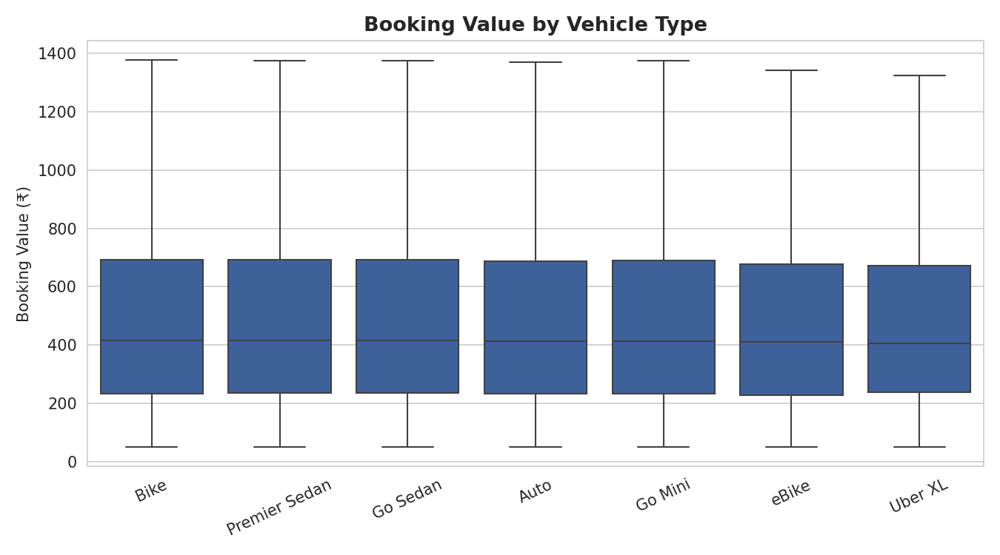 Booking Value by Vehicle Type
Booking Value (₹)
1400
1200
1000
800
600
400
200
0
Bike
Premier Sedan
Go Sedan
Auto
Go Mini
eBike
Uber XL